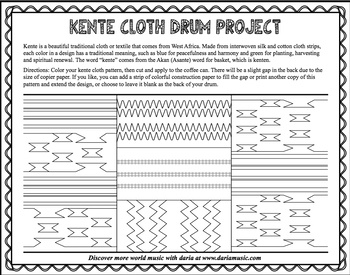 KENTE CLOTH DRUM PROJECT
Kente is a beautiful traditional cloth or textile that comes from West Africa. Made from interwoven silk and cotton cloth strips,
each color in a design has a traditional meaning, such as blue for peacefulness and harmony and green for planting, harvesting
and spiritual renewal. The word "kente" comes from the Akan (Asante) word for basket, which is kenten.
Directions: Color your kente cloth pattern, then cut and apply to the coffee can. There will be a slight gap in the back due to the
size of copier paper. If you like, you can add a strip of colorful construction paper to fill the gap or print another copy of this
pattern and extend the design, or choose to leave it blank as the back of your drum.
Discover more world music with daria at www.dariamusic.com